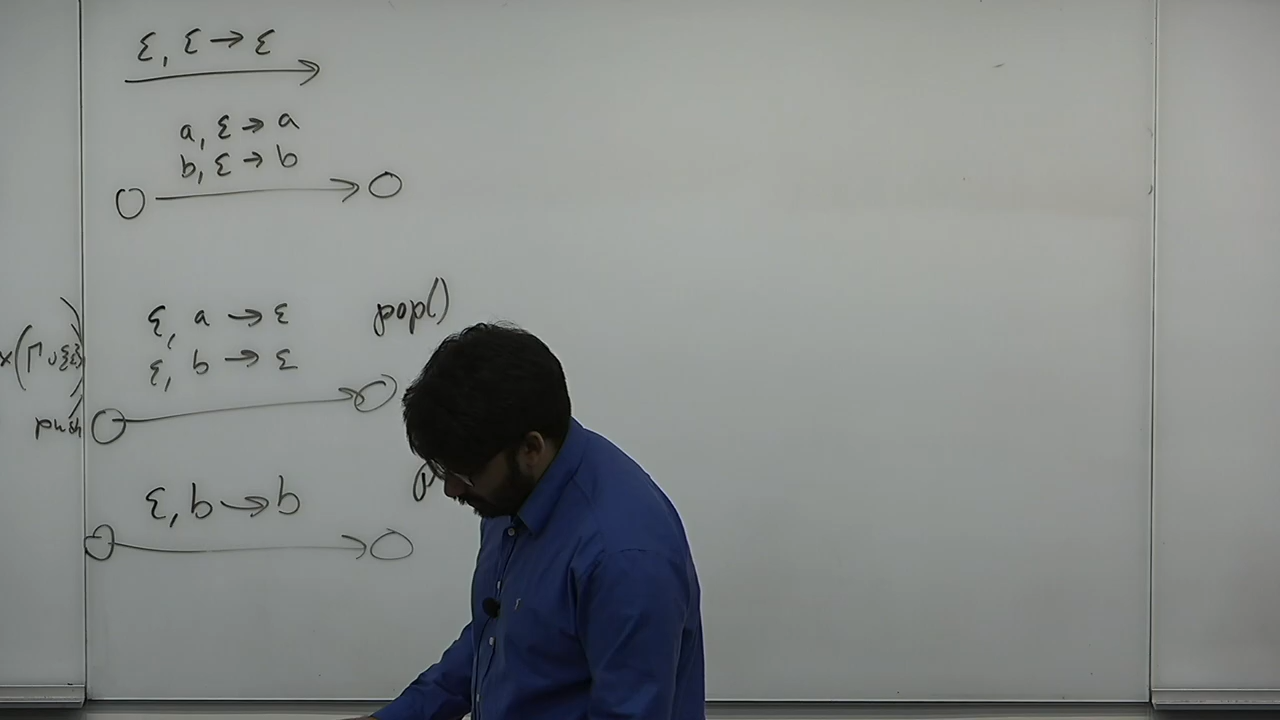 ε, ε → ε
a, ε → a
b, ε → b
ε, a → ε pop()
ε, b → ε
×(Γ ∪ {ε})
push
ε, b → b